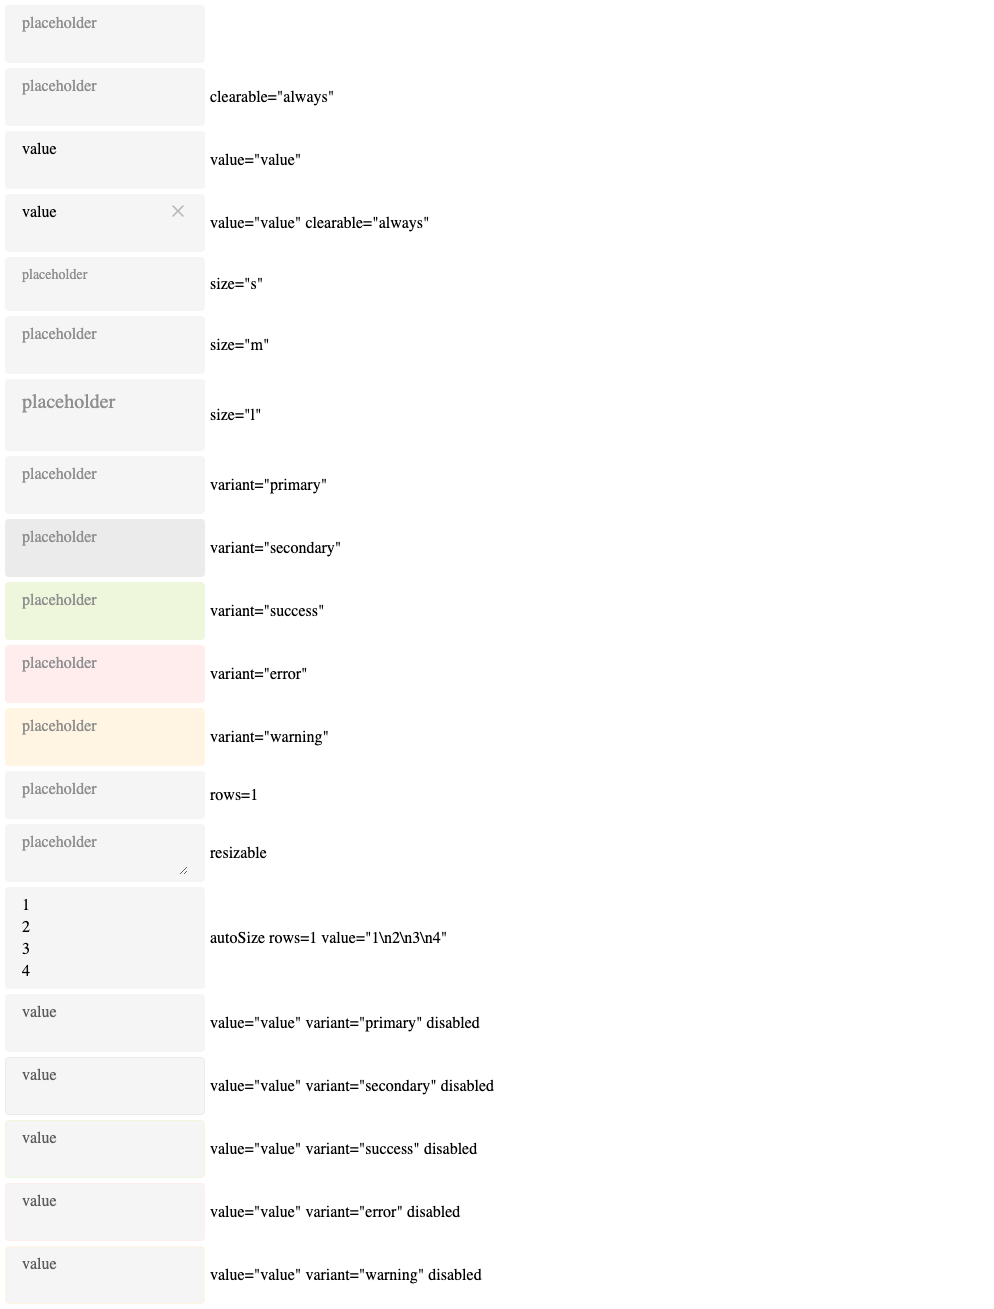 placeholder
placeholder
clearable="always"
value
value="value"
value
value="value" clearable="always"
placeholder
size="s"
placeholder
size="m"
placeholder
size="l"
placeholder
variant="primary"
placeholder
variant="secondary"
placeholder
variant="success"
placeholder
variant="error"
placeholder
variant="warning"
placeholder
rows=1
placeholder
resizable
1
2
3
4
autoSize rows=1 value="1\n2\n3\n4"
value
value="value" variant="primary" disabled
value
value="value" variant="secondary" disabled
value
value="value" variant="success" disabled
value
value="value" variant="error" disabled
value
value="value" variant="warning" disabled